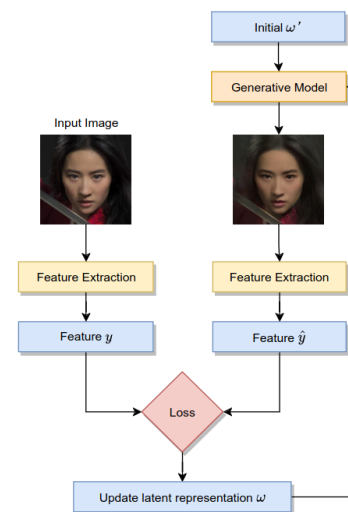 Initial ω′
Generative Model
Input Image
Feature Extraction
Feature Extraction
Feature y
Feature ŷ
Loss
Update latent representation ω